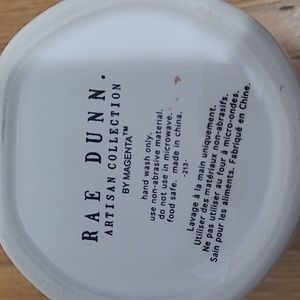 RAE DUNN.
ARTISAN COLLECTION
BY MAGENTA™
hand wash only.
use non-abrasive material.
do not use in microwave.
food safe. made in china.
-213-
Lavage à la main uniquement.
Utiliser des matériaux non-abrasifs.
Ne pas utiliser au four à micro-ondes.
Sain pour les aliments. Fabriqué en Chine.